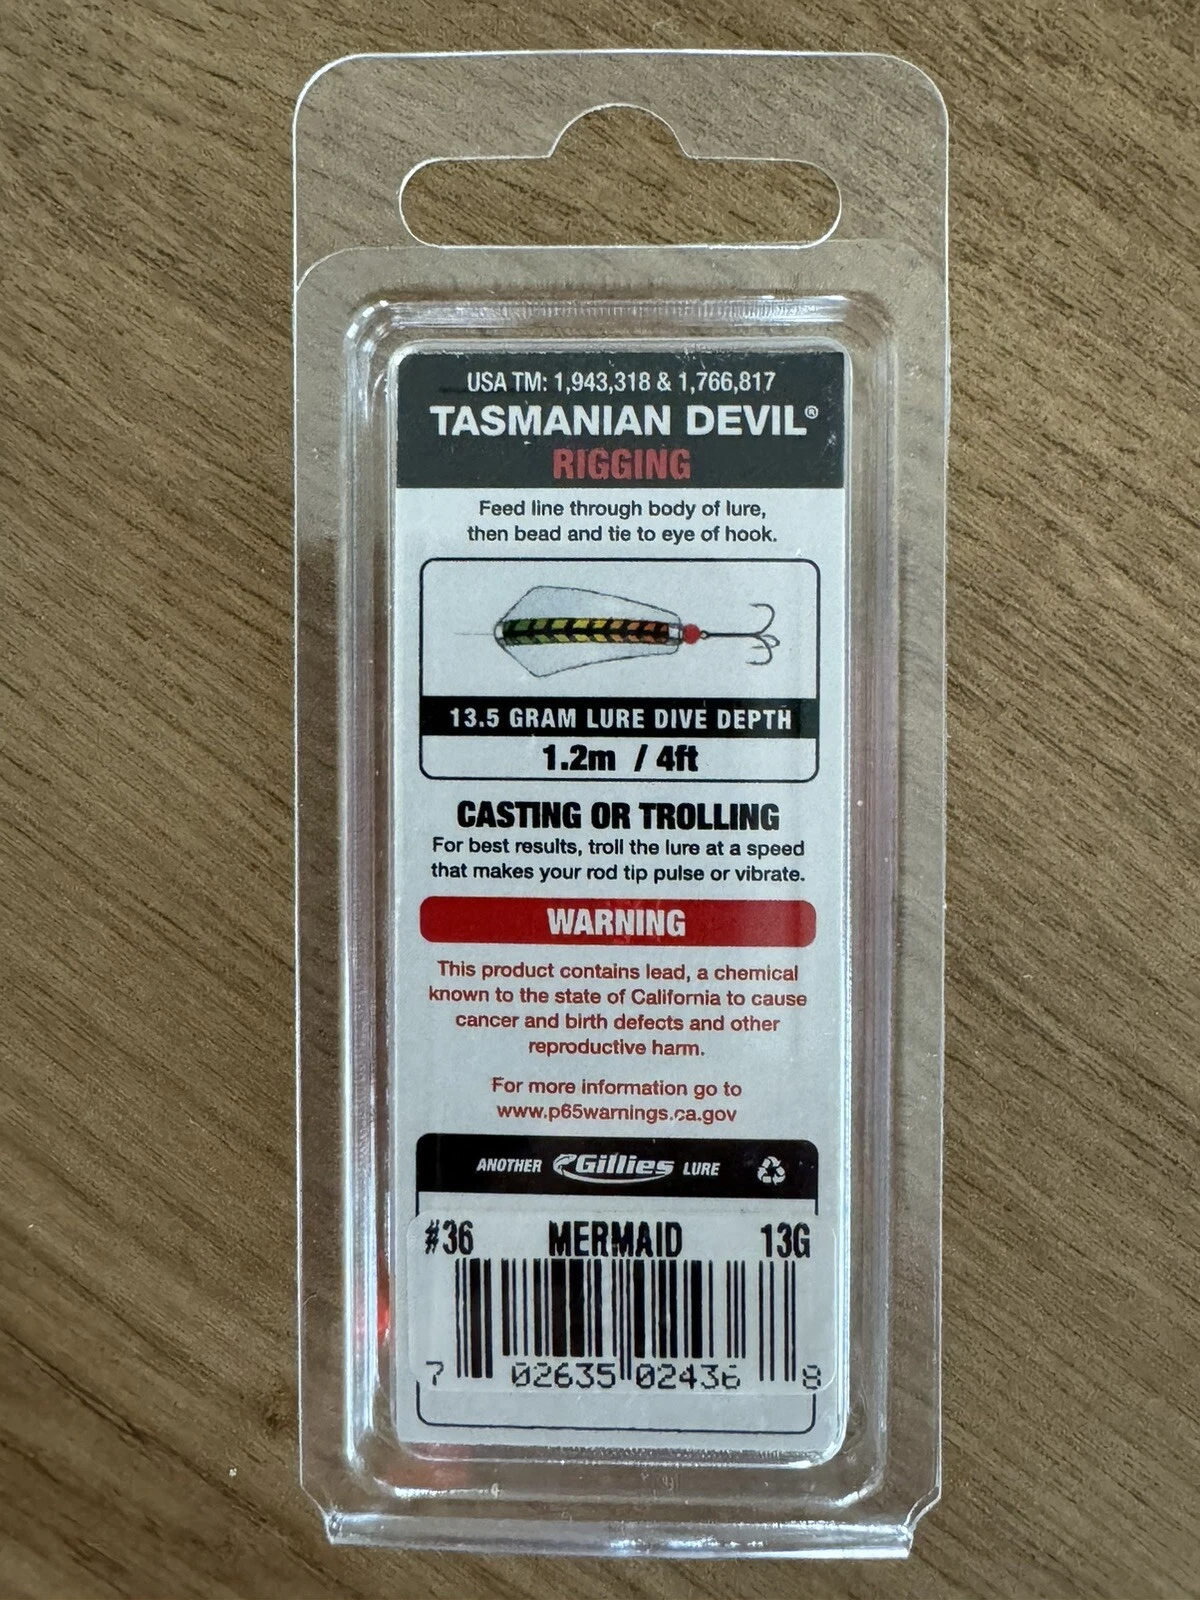 USA TM: 1,943,318 & 1,766,817
TASMANIAN DEVIL®
RIGGING
Feed line through body of lure,
then bead and tie to eye of hook.
13.5 GRAM LURE DIVE DEPTH
1.2m / 4ft
CASTING OR TROLLING
For best results, troll the lure at a speed
that makes your rod tip pulse or vibrate.
WARNING
This product contains lead, a chemical
known to the state of California to cause
cancer and birth defects and other
reproductive harm.
For more information go to
www.p65warnings.ca.gov
ANOTHER Gillies LURE
#36 MERMAID 13G
7 02635 02436 8